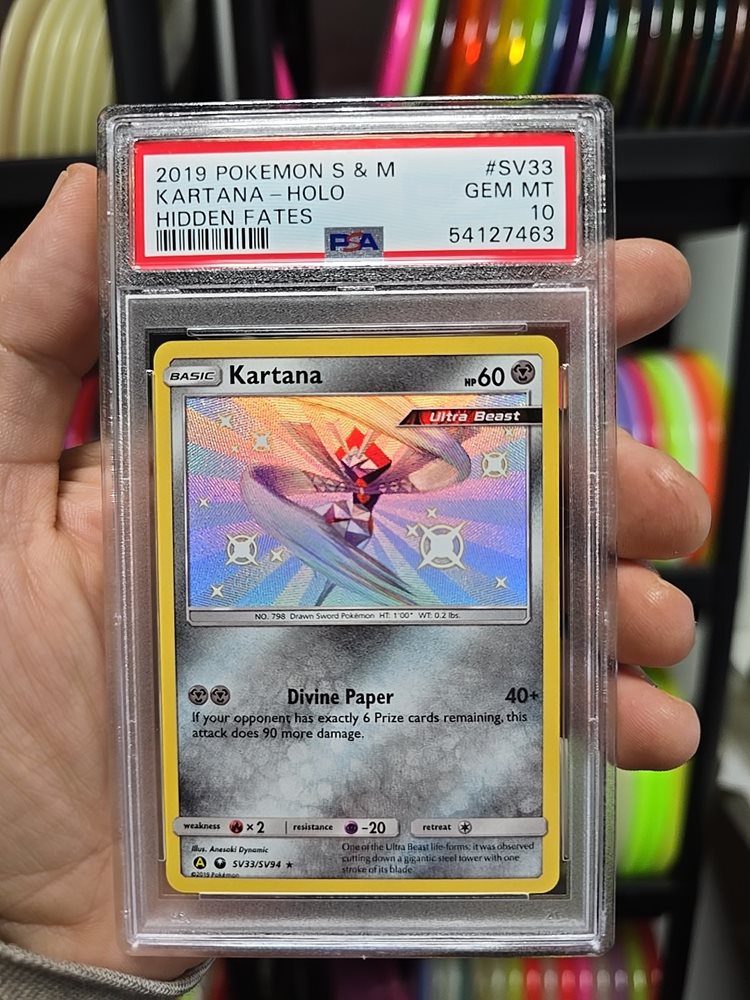 2019 POKEMON S & M #SV33
KARTANA - HOLO GEM MT
HIDDEN FATES 10
PSA 54127463
BASIC Kartana HP60
Ultra Beast
NO. 798 Drawn Sword Pokémon HT: 1'00" WT: 0.2 lbs.
Divine Paper 40+
If your opponent has exactly 6 Prize cards remaining, this
attack does 90 more damage.
weakness ×2 resistance -20 retreat
Illus. Anesaki Dynamic
A SV33/SV94 ★
©2019 Pokémon
One of the Ultra Beast life-forms, it was observed
cutting down a gigantic steel tower with one
stroke of its blade